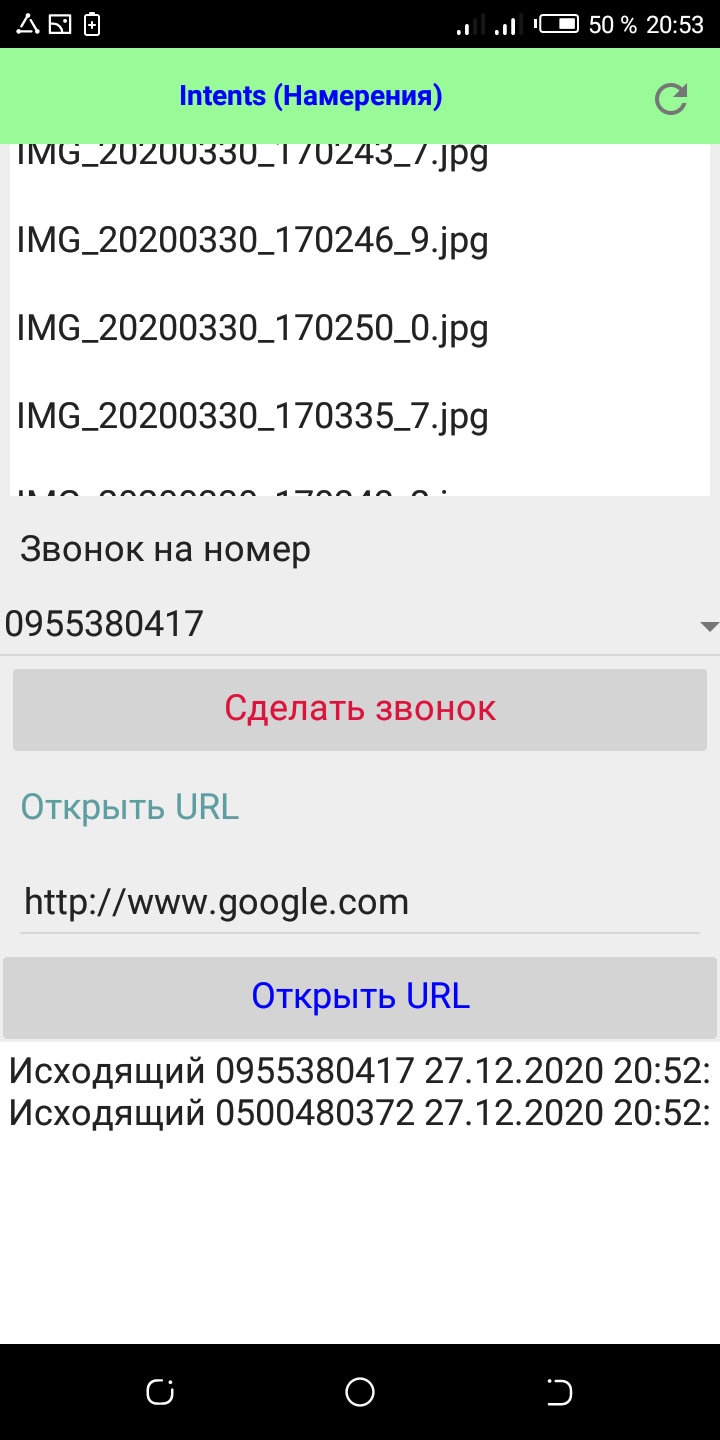 50 % 20:53
Intents (Намерения)
IMG_20200330_170243_7.jpg
IMG_20200330_170246_9.jpg
IMG_20200330_170250_0.jpg
IMG_20200330_170335_7.jpg
Звонок на номер
0955380417
Сделать звонок
Открыть URL
http://www.google.com
Открыть URL
Исходящий 0955380417 27.12.2020 20:52:
Исходящий 0500480372 27.12.2020 20:52: